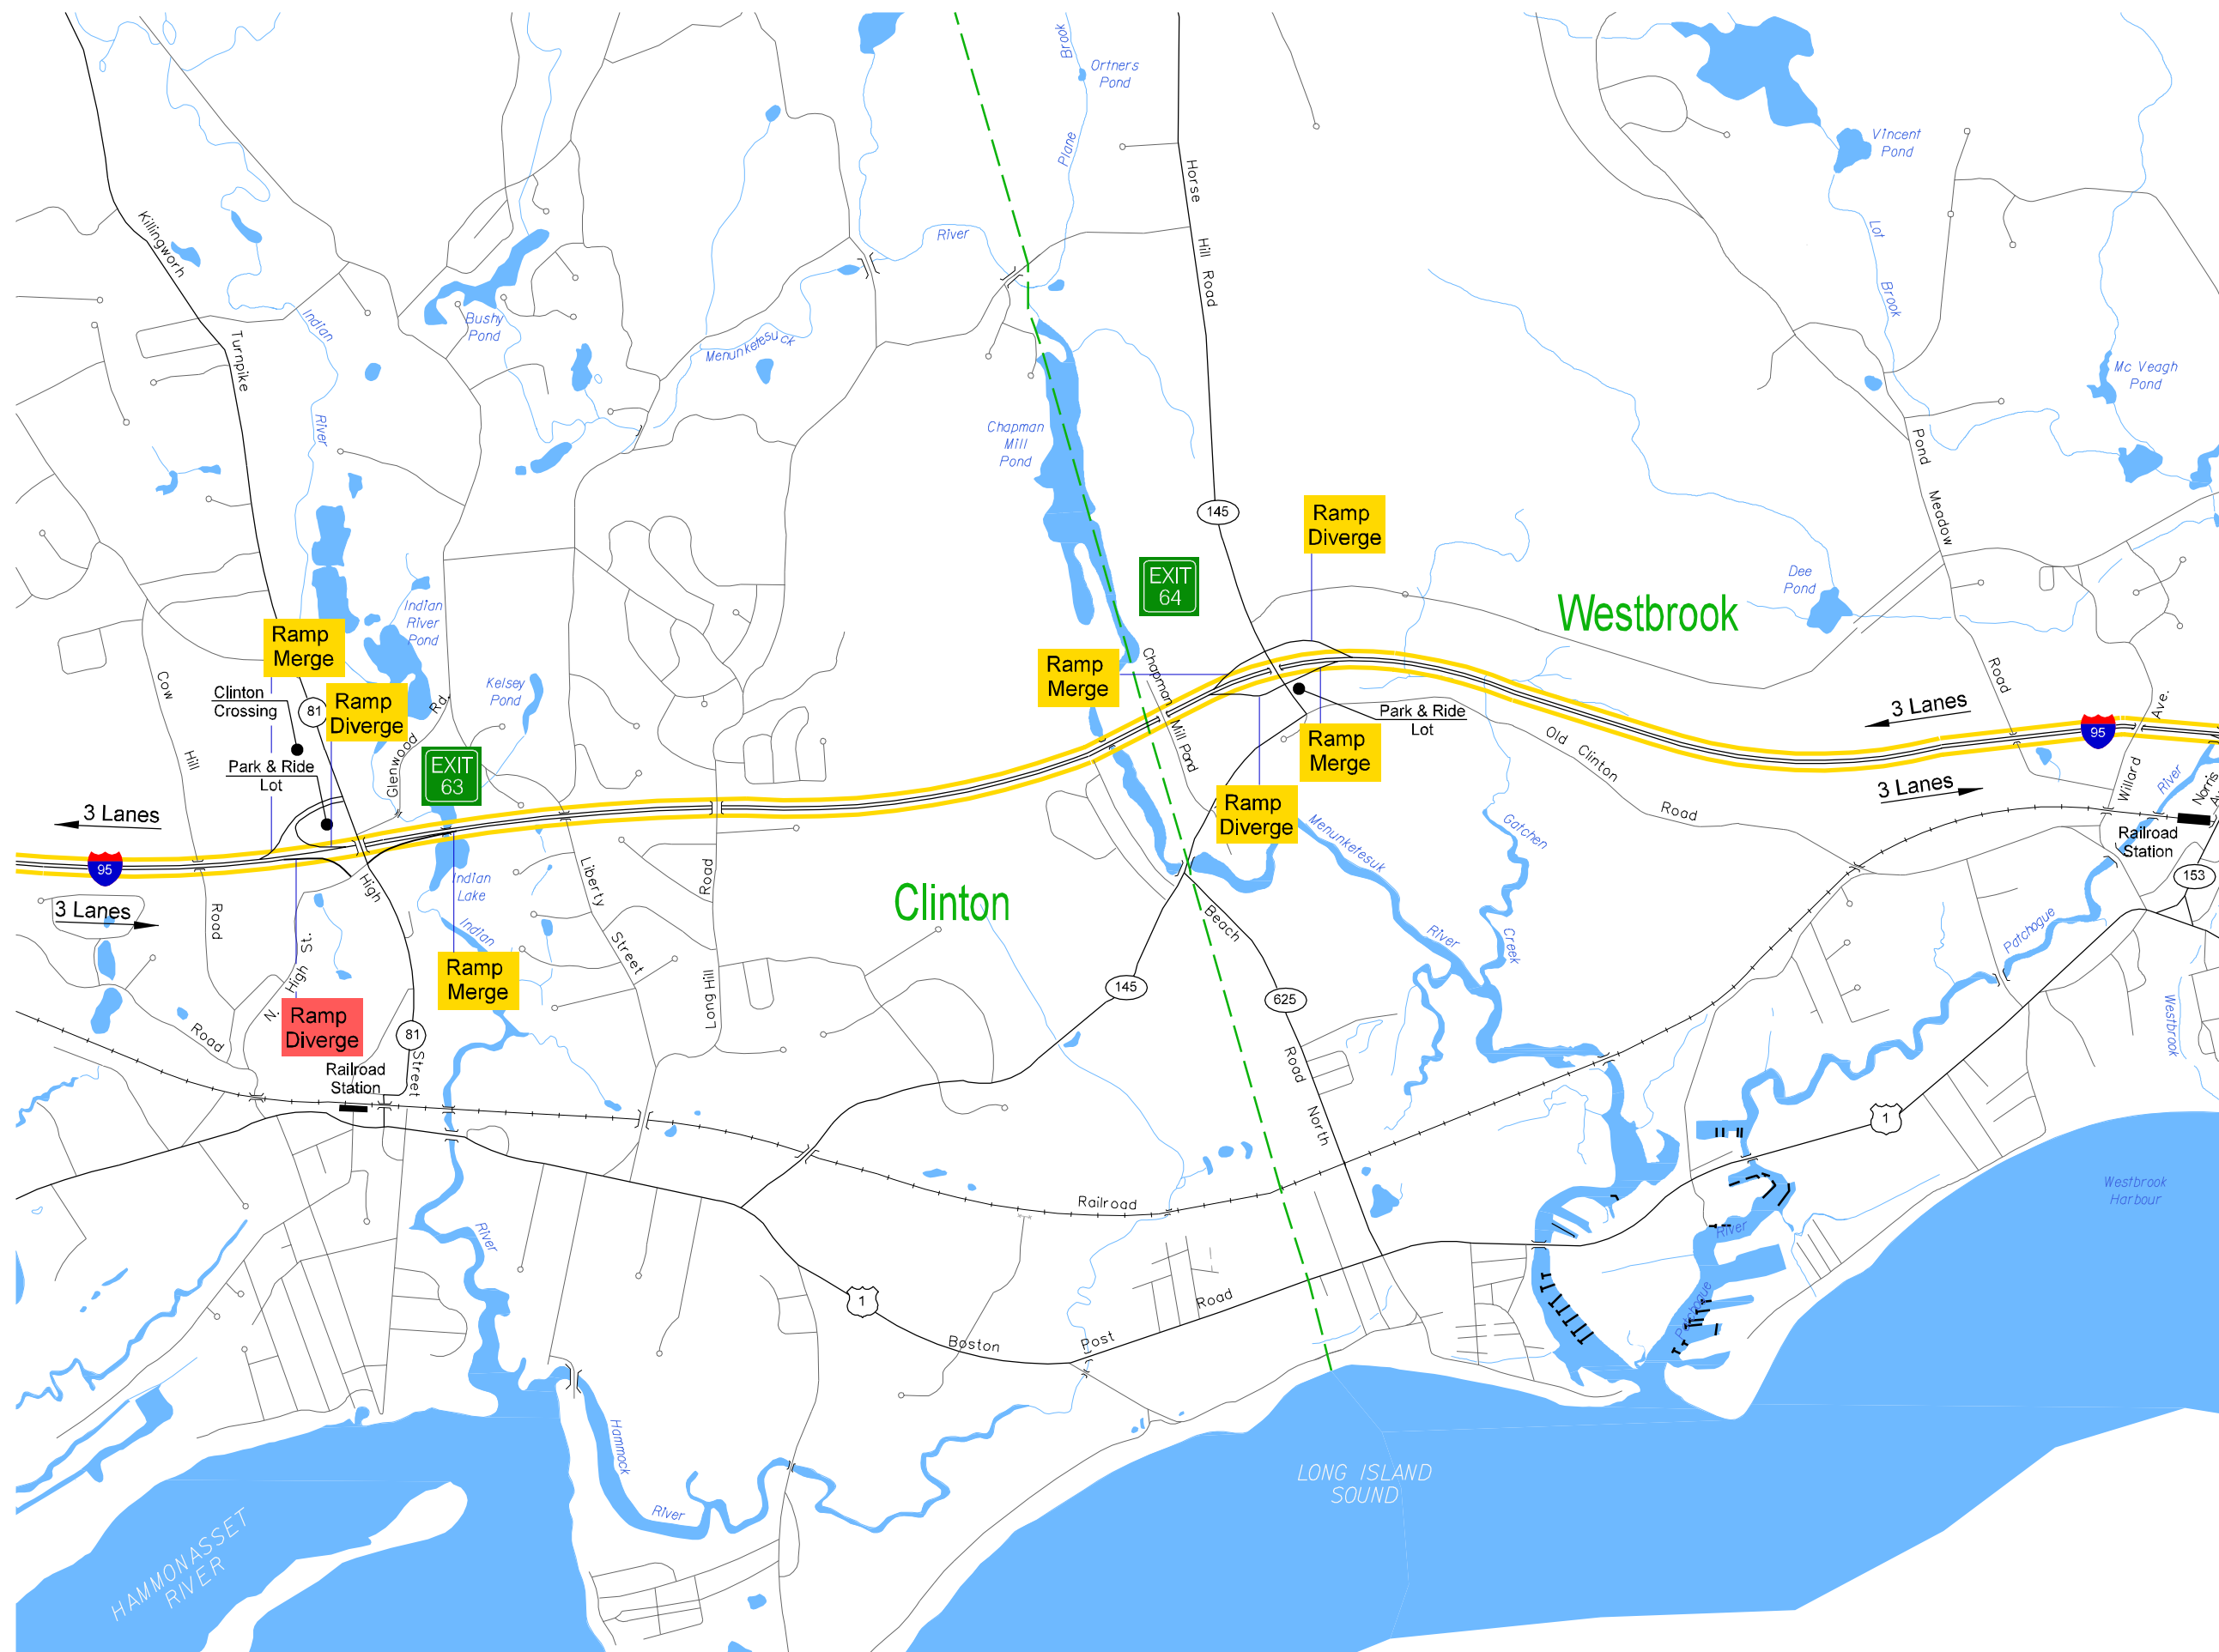 Brook
Ortners
Pond
Plane
Vincent
Pond
Horse
Hill Road
Killingworh
Turnpike
River
Lot
Brook
Indian
River
Bushy
Pond
Menunketesuck
Mc Veagh
Pond
Chapman
Mill
Pond
Pond
Meadow
Road
145
Ramp
Diverge
EXIT
64
Westbrook
Dee
Pond
Indian
River
Pond
Ramp
Merge
Ramp
Merge
Chapman
Mill Pond
Cow
Hill
Road
Clinton
Crossing
81
Ramp
Diverge
Rd.
Glenwood
Kelsey
Pond
Park & Ride
Lot
3 Lanes
95
Ave.
Willard
Old Clinton
Road
Ramp
Merge
Park & Ride
Lot
EXIT
63
3 Lanes
3 Lanes
River
Norris
Av
Ramp
Diverge
Menunketesuk
River
Gatchen
Creek
Railroad
Station
95
153
3 Lanes
High
Indian
Lake
Indian
Liberty
Street
Road
Long Hill
Clinton
Beach
Road
North
Patchogue
Westbrook
N. High St.
Ramp
Merge
145
625
Road
Ramp
Diverge
81
Street
Railroad
Station
1
Railroad
Westbrook
Harbour
River
River
Patchogue
1
Road
Post
Boston
Hammock
River
LONG ISLAND
SOUND
HAMMONASSET
RIVER